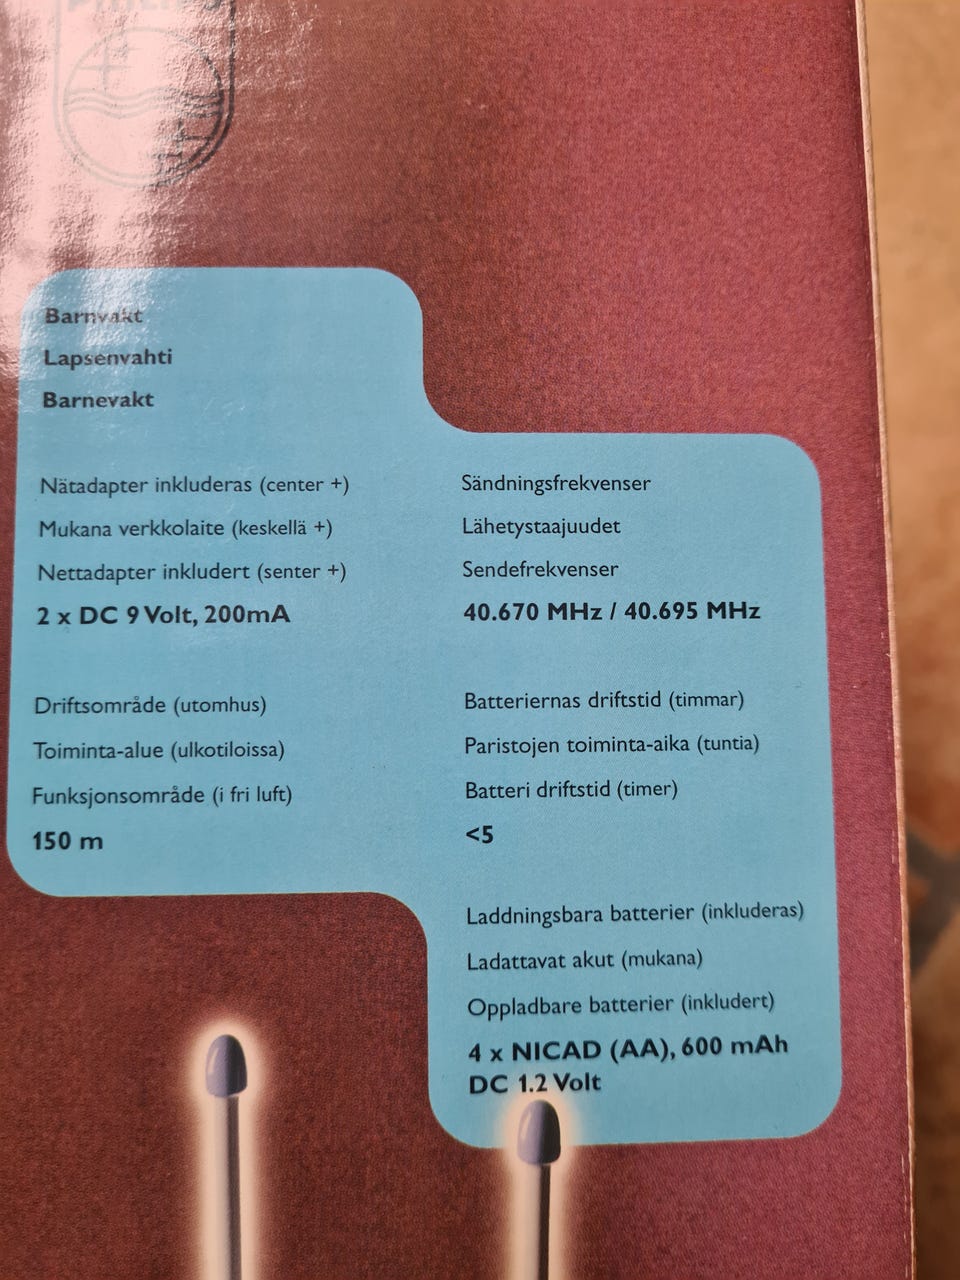 PHILIPS
Barnvakt
Lapsenvahti
Barnevakt
Nätadapter inkluderas (center +)
Mukana verkkolaite (keskellä +)
Nettadapter inkludert (senter +)
2 x DC 9 Volt, 200mA
Driftsområde (utomhus)
Toiminta-alue (ulkotiloissa)
Funksjonsområde (i fri luft)
150 m
Sändningsfrekvenser
Lähetystaajuudet
Sendefrekvenser
40.670 MHz / 40.695 MHz
Batteriernas driftstid (timmar)
Paristojen toiminta-aika (tuntia)
Batteri driftstid (timer)
<5
Laddningsbara batterier (inkluderas)
Ladattavat akut (mukana)
Oppladbare batterier (inkludert)
4 x NICAD (AA), 600 mAh
DC 1.2 Volt